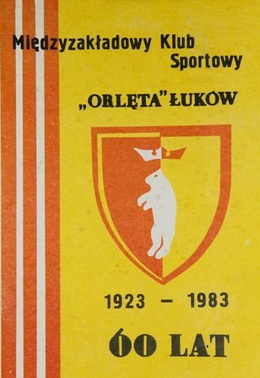 Międzyzakładowy Klub
Sportowy
„ORLĘTA” ŁUKÓW
1923 – 1983
60 LAT